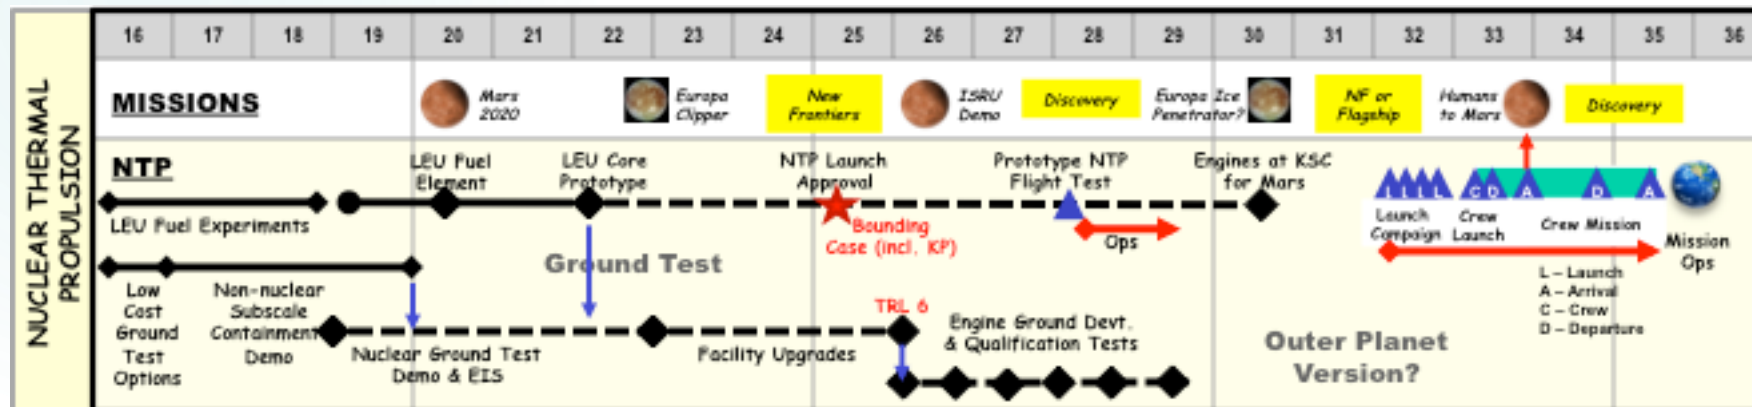 16 17 18 19 20 21 22 23 24 25 26 27 28 29 30 31 32 33 34 35 36
NUCLEAR THERMAL
PROPULSION
MISSIONS
Mars
2020
Europa
Clipper
New
Frontiers
ISRU
Demo
Discovery
Europa Ice
Penetrator?
NF or
Flagship
Humans
to Mars
Discovery
NTP
LEU Fuel
Element
LEU Core
Prototype
NTP Launch
Approval
Prototype NTP
Flight Test
Engines at KSC
for Mars
L L L L C D A D A
LEU Fuel Experiments
Bounding
Case (incl. KP)
Ops
Launch
Campaign
Crew
Launch
Crew Mission
Mission
Ops
Ground Test
L – Launch
A – Arrival
C – Crew
D – Departure
Low
Cost
Ground
Test
Options
Non-nuclear
Subscale
Containment
Demo
Nuclear Ground Test
Demo & EIS
Facility Upgrades
TRL 6
Engine Ground Devt.
& Qualification Tests
Outer Planet
Version?